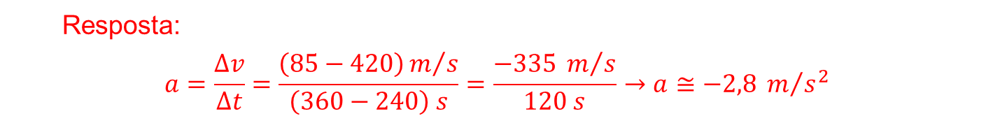 Resposta:
𝑎 = Δ𝑣/Δ𝑡 = (85 − 420) 𝑚/𝑠 / (360 − 240) 𝑠 = −335 𝑚/𝑠 / 120 𝑠 → 𝑎 ≅ −2,8 𝑚/𝑠²